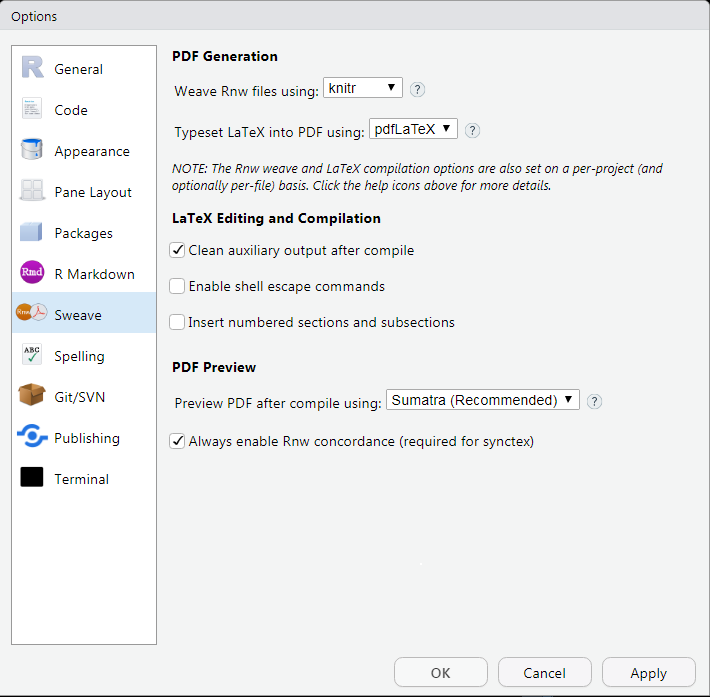 Options
General
Code
Appearance
Pane Layout
Packages
Rmd R Markdown
Rnw Sweave
ABC Spelling
Git/SVN
Publishing
Terminal
PDF Generation
Weave Rnw files using: knitr ?
Typeset LaTeX into PDF using: pdfLaTeX ?
NOTE: The Rnw weave and LaTeX compilation options are also set on a per-project (and
optionally per-file) basis. Click the help icons above for more details.
LaTeX Editing and Compilation
Clean auxiliary output after compile
Enable shell escape commands
Insert numbered sections and subsections
PDF Preview
Preview PDF after compile using: Sumatra (Recommended) ?
Always enable Rnw concordance (required for synctex)
OK Cancel Apply